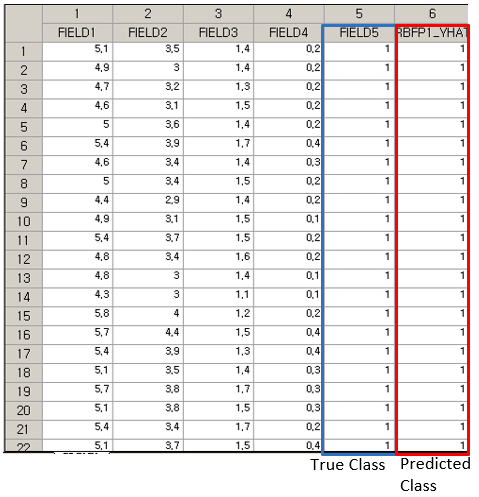 1 2 3 4 5 6
FIELD1 FIELD2 FIELD3 FIELD4 FIELD5 RBFP1_YHAT
1 5,1 3,5 1,4 0,2 1 1
2 4,9 3 1,4 0,2 1 1
3 4,7 3,2 1,3 0,2 1 1
4 4,6 3,1 1,5 0,2 1 1
5 5 3,6 1,4 0,2 1 1
6 5,4 3,9 1,7 0,4 1 1
7 4,6 3,4 1,4 0,3 1 1
8 5 3,4 1,5 0,2 1 1
9 4,4 2,9 1,4 0,2 1 1
10 4,9 3,1 1,5 0,1 1 1
11 5,4 3,7 1,5 0,2 1 1
12 4,8 3,4 1,6 0,2 1 1
13 4,8 3 1,4 0,1 1 1
14 4,3 3 1,1 0,1 1 1
15 5,8 4 1,2 0,2 1 1
16 5,7 4,4 1,5 0,4 1 1
17 5,4 3,9 1,3 0,4 1 1
18 5,1 3,5 1,4 0,3 1 1
19 5,7 3,8 1,7 0,3 1 1
20 5,1 3,8 1,5 0,3 1 1
21 5,4 3,4 1,7 0,2 1 1
22 5,1 3,7 1,5 0,4 1 1
True Class Predicted
Class